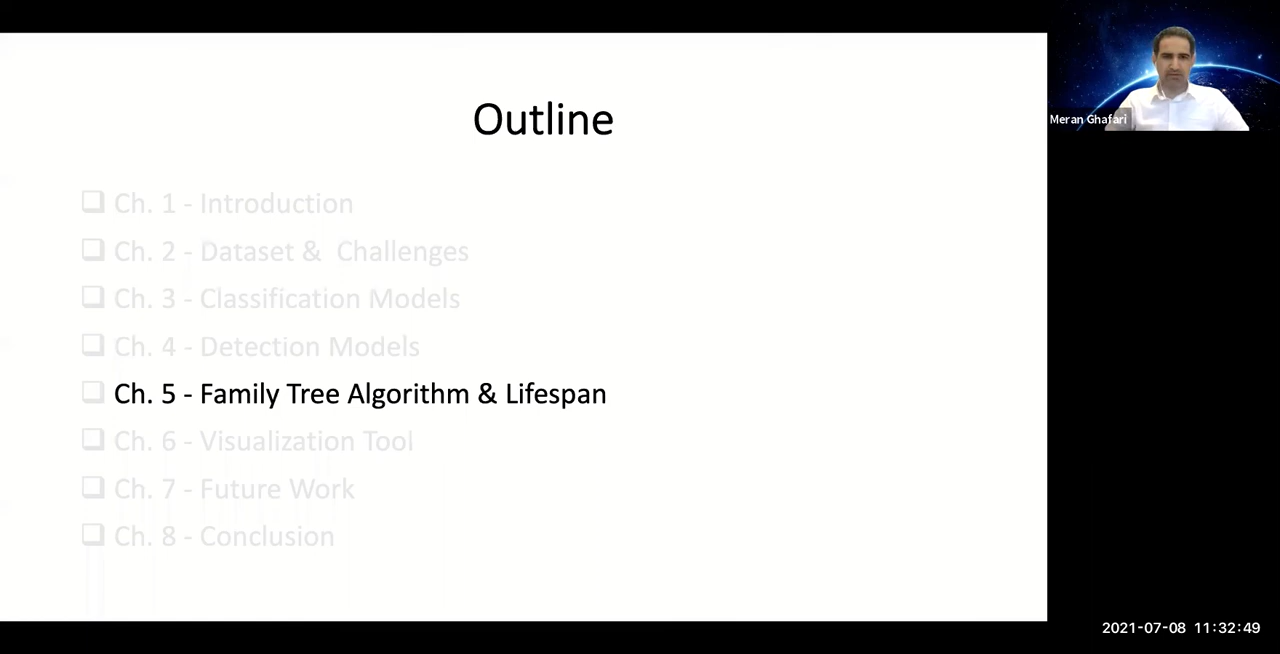 Outline
Ch. 1 - Introduction
Ch. 2 - Dataset & Challenges
Ch. 3 - Classification Models
Ch. 4 - Detection Models
Ch. 5 - Family Tree Algorithm & Lifespan
Ch. 6 - Visualization Tool
Ch. 7 - Future Work
Ch. 8 - Conclusion
Meran Ghafari
2021-07-08 11:32:49